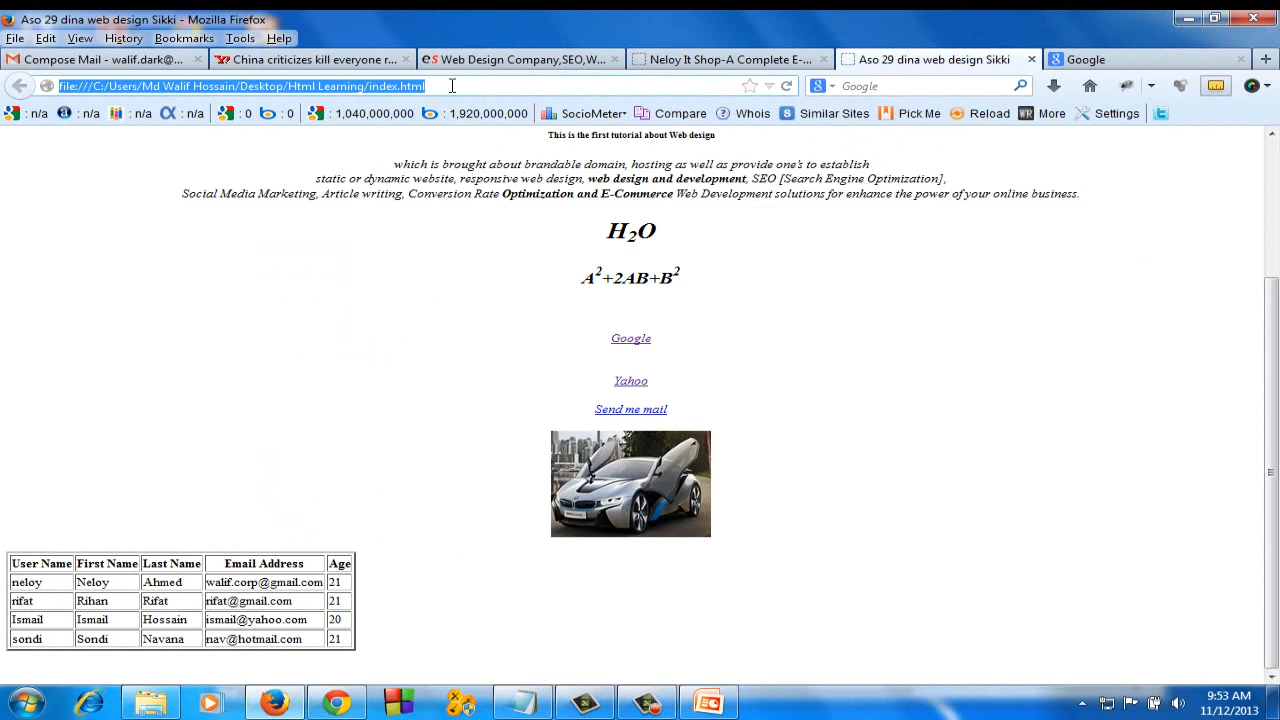 Aso 29 dina web design Sikki - Mozilla Firefox
File Edit View History Bookmarks Tools Help
Compose Mail - walif.dark@... China criticizes kill everyone r... es Web Design Company,SEO,W... Neloy It Shop-A Complete E-... Aso 29 dina web design Sikki Google
file:///C:/Users/Md Walif Hossain/Desktop/Html Learning/index.html Google
: n/a : n/a : n/a : n/a : 0 : 0 : 1,040,000,000 : 1,920,000,000 SocioMeter Compare Whois Similar Sites Pick Me Reload More Settings
This is the first tutorial about Web design
which is brought about brandable domain, hosting as well as provide one's to establish
static or dynamic website, responsive web design, web design and development, SEO [Search Engine Optimization],
Social Media Marketing, Article writing, Conversion Rate Optimization and E-Commerce Web Development solutions for enhance the power of your online business.
H₂O
A²+2AB+B²
Google
Yahoo
Send me mail
User Name First Name Last Name Email Address Age
neloy Neloy Ahmed walif.corp@gmail.com 21
rifat Rihan Rifat rifat@gmail.com 21
Ismail Ismail Hossain ismail@yahoo.com 20
sondi Sondi Navana nav@hotmail.com 21
9:53 AM
11/12/2013